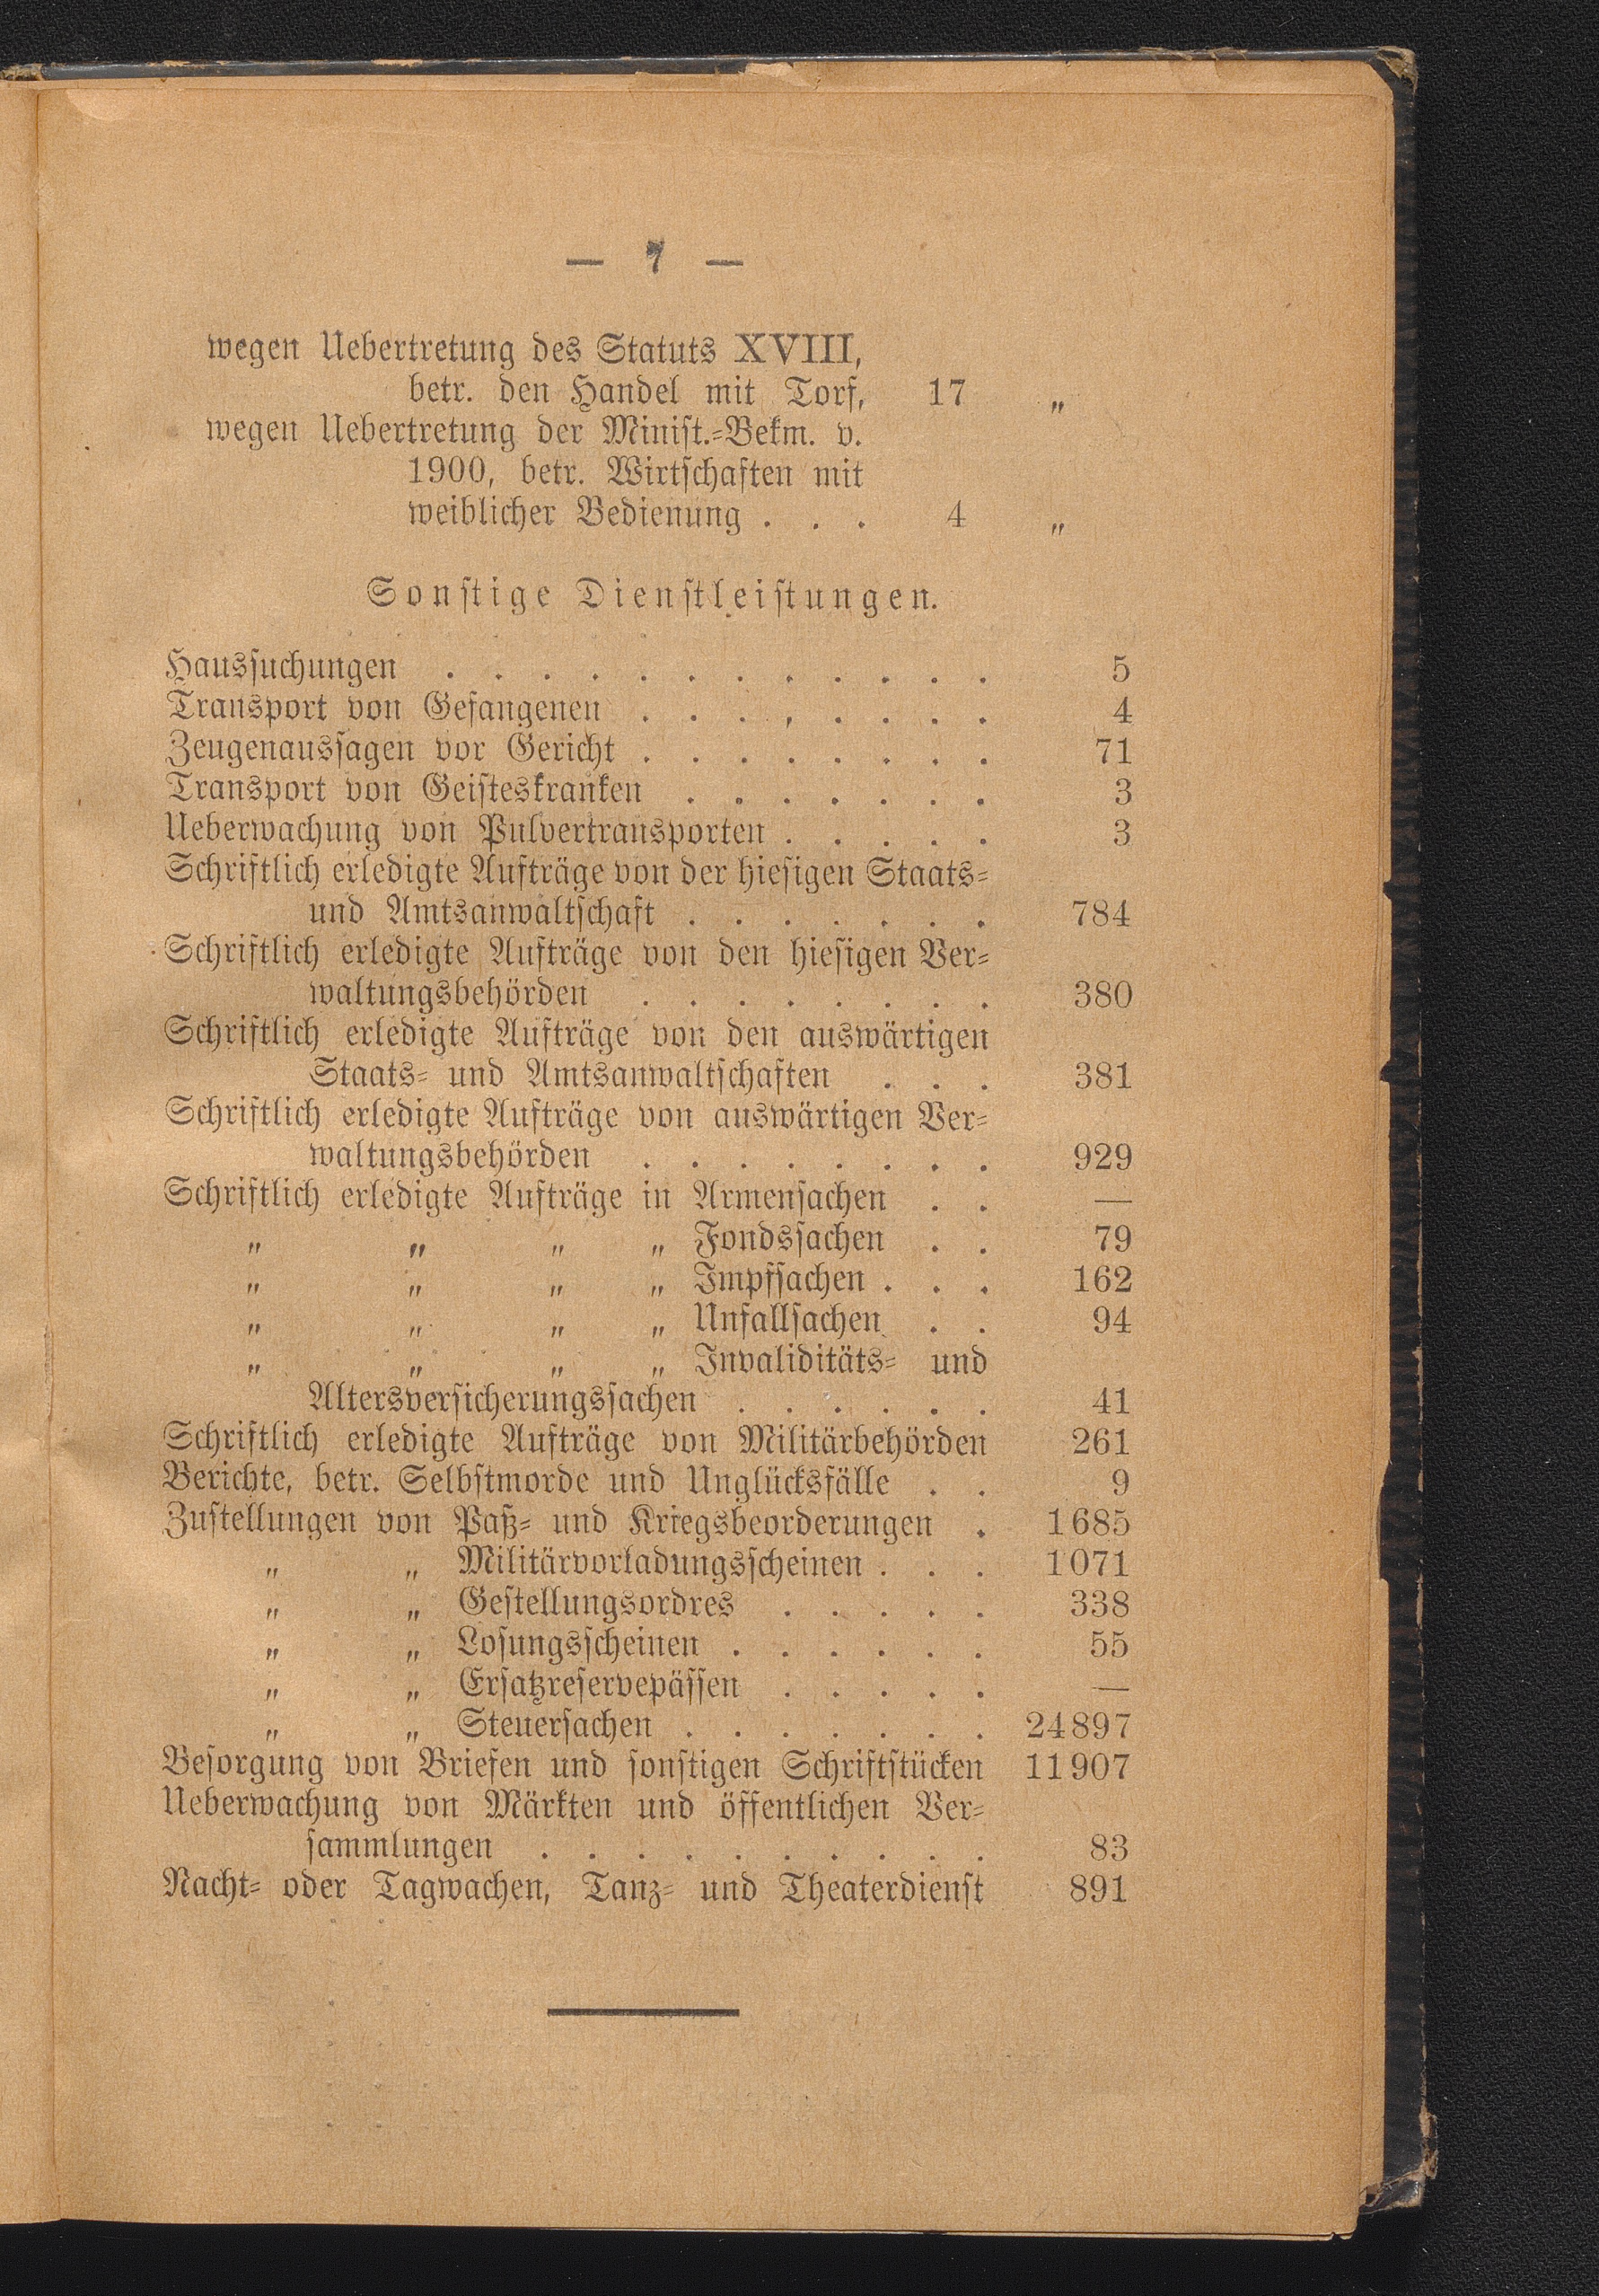 — 7 —
wegen Uebertretung des Statuts XVIII,
betr. den Handel mit Torf, 17 „
wegen Uebertretung der Minist.-Bekm. v.
1900, betr. Wirtschaften mit
weiblicher Bedienung . . . 4 „
Sonstige Dienstleistungen.
Haussuchungen . . . . . . . . . . . . 5
Transport von Gefangenen . . . . . . . . 4
Zeugenaussagen vor Gericht . . . . . . . . 71
Transport von Geisteskranken . . . . . . . 3
Ueberwachung von Pulvertransporten . . . . . 3
Schriftlich erledigte Aufträge von der hiesigen Staats-
und Amtsanwaltschaft . . . . . . . 784
Schriftlich erledigte Aufträge von den hiesigen Ver-
waltungsbehörden . . . . . . . . 380
Schriftlich erledigte Aufträge von den auswärtigen
Staats- und Amtsanwaltschaften . . . 381
Schriftlich erledigte Aufträge von auswärtigen Ver-
waltungsbehörden . . . . . . . . 929
Schriftlich erledigte Aufträge in Armensachen . . —
„ „ „ „ Fondssachen . . 79
„ „ „ „ Impfsachen . . . 162
„ „ „ „ Unfallsachen . . 94
„ „ „ „ Invaliditäts- und
Altersversicherungssachen . . . . . . 41
Schriftlich erledigte Aufträge von Militärbehörden 261
Berichte, betr. Selbstmorde und Unglücksfälle . . 9
Zustellungen von Paß- und Kriegsbeorderungen . 1685
„ „ Militärvorladungsscheinen . . . 1071
„ „ Gestellungsordres . . . . . 338
„ „ Losungsscheinen . . . . . . 55
„ „ Ersatzreservepässen . . . . . —
„ „ Steuersachen . . . . . . . 24897
Besorgung von Briefen und sonstigen Schriftstücken 11907
Ueberwachung von Märkten und öffentlichen Ver-
sammlungen . . . . . . . . . . 83
Nacht- oder Tagwachen, Tanz- und Theaterdienst 891